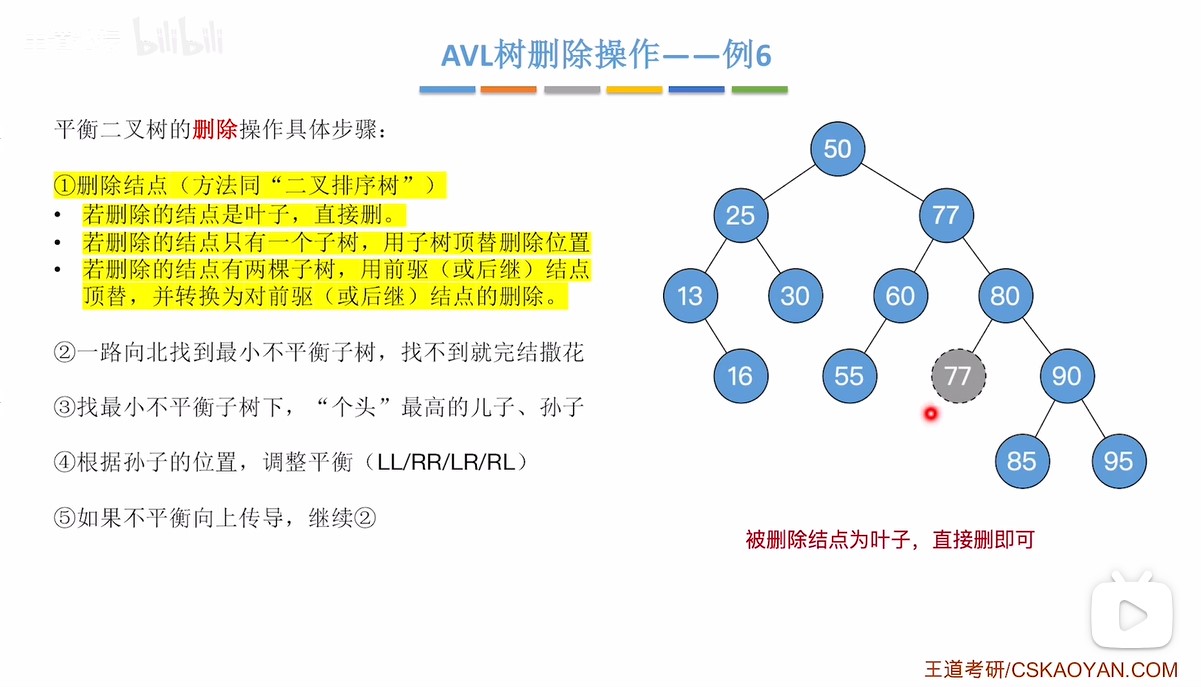 bilibili
AVL树删除操作——例6
平衡二叉树的删除操作具体步骤：
①删除结点（方法同“二叉排序树”）
• 若删除的结点是叶子，直接删。
• 若删除的结点只有一个子树，用子树顶替删除位置
• 若删除的结点有两棵子树，用前驱（或后继）结点
顶替，并转换为对前驱（或后继）结点的删除。
②一路向北找到最小不平衡子树，找不到就完结撒花
③找最小不平衡子树下，“个头”最高的儿子、孙子
④根据孙子的位置，调整平衡（LL/RR/LR/RL）
⑤如果不平衡向上传导，继续②
50
25 77
13 30 60 80
16 55 77 90
85 95
被删除结点为叶子，直接删即可
王道考研/CSKAOYAN.COM